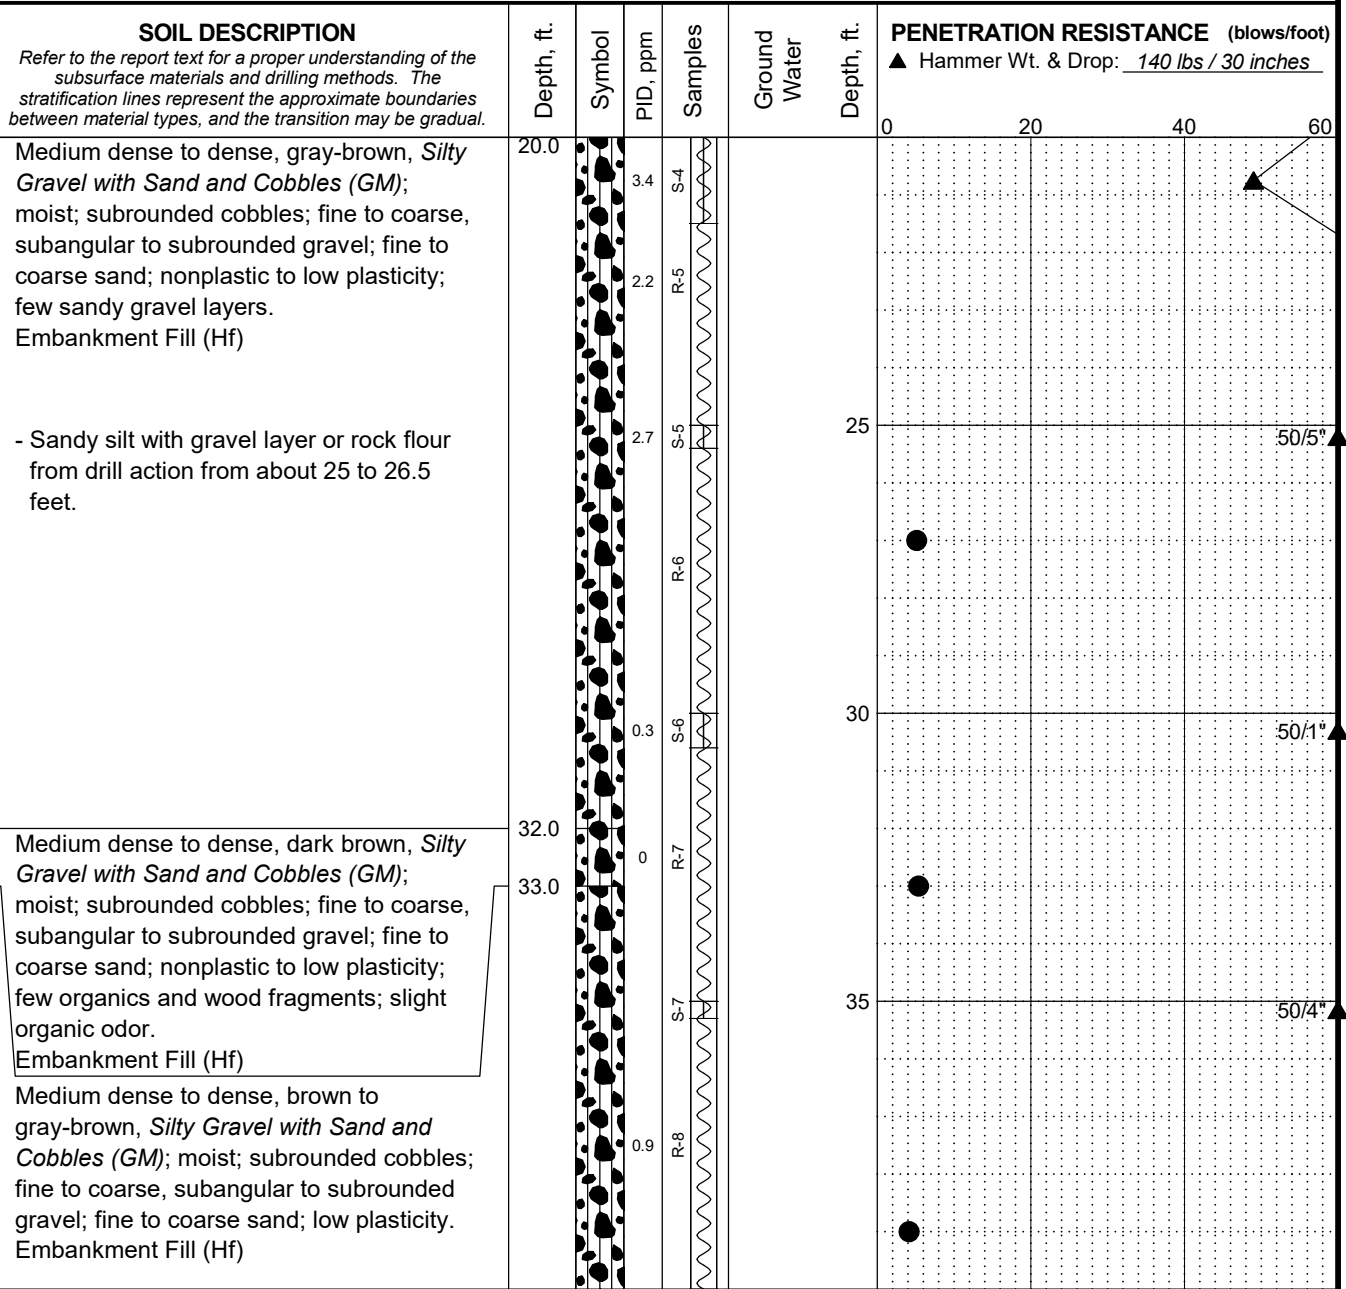 SOIL DESCRIPTION
Refer to the report text for a proper understanding of the
subsurface materials and drilling methods. The
stratification lines represent the approximate boundaries
between material types, and the transition may be gradual.
Depth, ft.
Symbol
PID, ppm
Samples
Ground
Water
Depth, ft.
PENETRATION RESISTANCE (blows/foot)
▲ Hammer Wt. & Drop: 140 lbs / 30 inches
0 20 40 60
Medium dense to dense, gray-brown, Silty
Gravel with Sand and Cobbles (GM);
moist; subrounded cobbles; fine to coarse,
subangular to subrounded gravel; fine to
coarse sand; nonplastic to low plasticity;
few sandy gravel layers.
Embankment Fill (Hf)
20.0
3.4
S-4
2.2
R-5
- Sandy silt with gravel layer or rock flour
from drill action from about 25 to 26.5
feet.
2.7
S-5
25
50/5"
R-6
0.3
S-6
30
50/1"
32.0
Medium dense to dense, dark brown, Silty
Gravel with Sand and Cobbles (GM);
moist; subrounded cobbles; fine to coarse,
subangular to subrounded gravel; fine to
coarse sand; nonplastic to low plasticity;
few organics and wood fragments; slight
organic odor.
Embankment Fill (Hf)
0
R-7
33.0
S-7
35
50/4"
Medium dense to dense, brown to
gray-brown, Silty Gravel with Sand and
Cobbles (GM); moist; subrounded cobbles;
fine to coarse, subangular to subrounded
gravel; fine to coarse sand; low plasticity.
Embankment Fill (Hf)
0.9
R-8